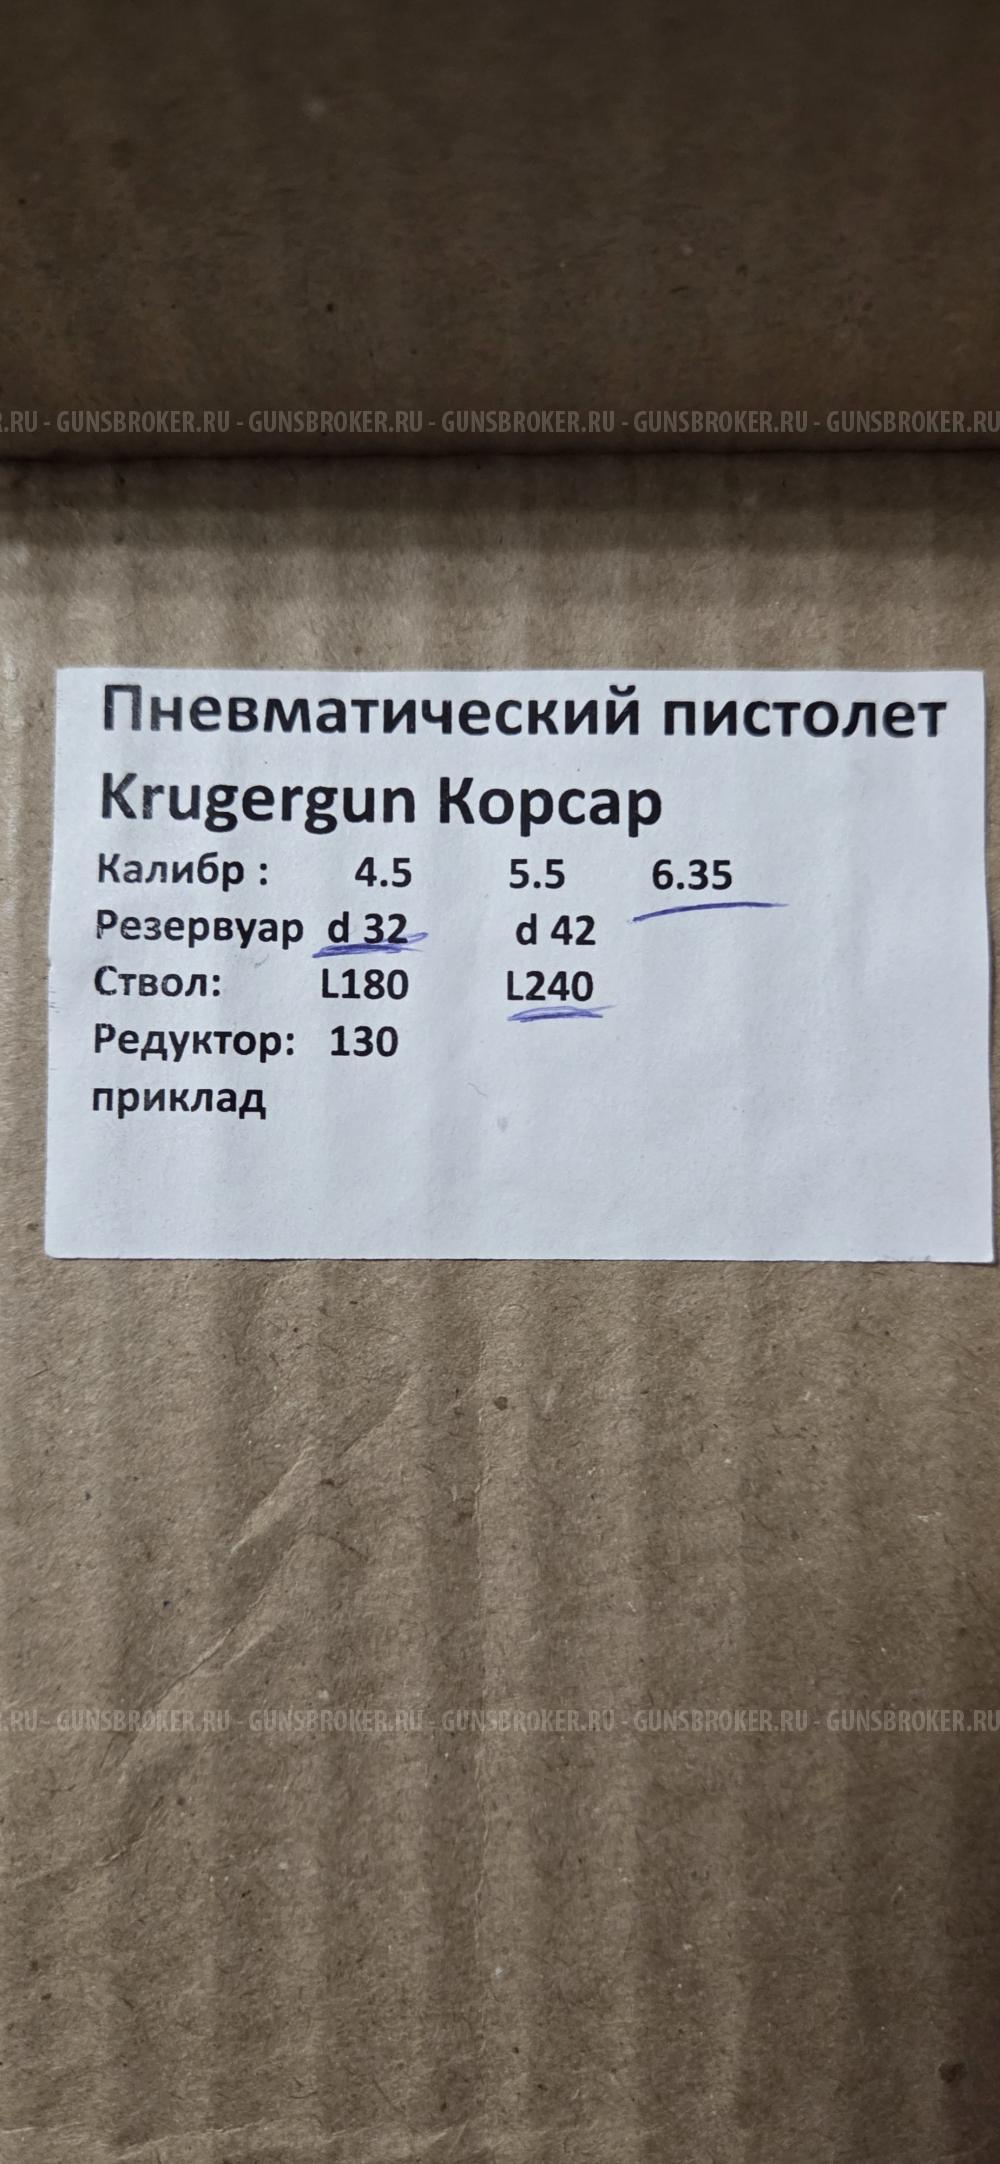 R.RU - GUNSBROKER.RU - GUNSBROKER.RU - GUNSBROKER.RU - GUNSBROKER.RU - GUNSBROKER.RU
Пневматический пистолет
Krugergun Корсар
Калибр : 4.5 5.5 6.35
Резервуар d 32 d 42
Ствол: L180 L240
Редуктор: 130
приклад
R.RU - GUNSBROKER.RU - GUNSBROKER.RU - GUNSBROKER.RU - GUNSBROKER.RU - GUNSBROKER.RU